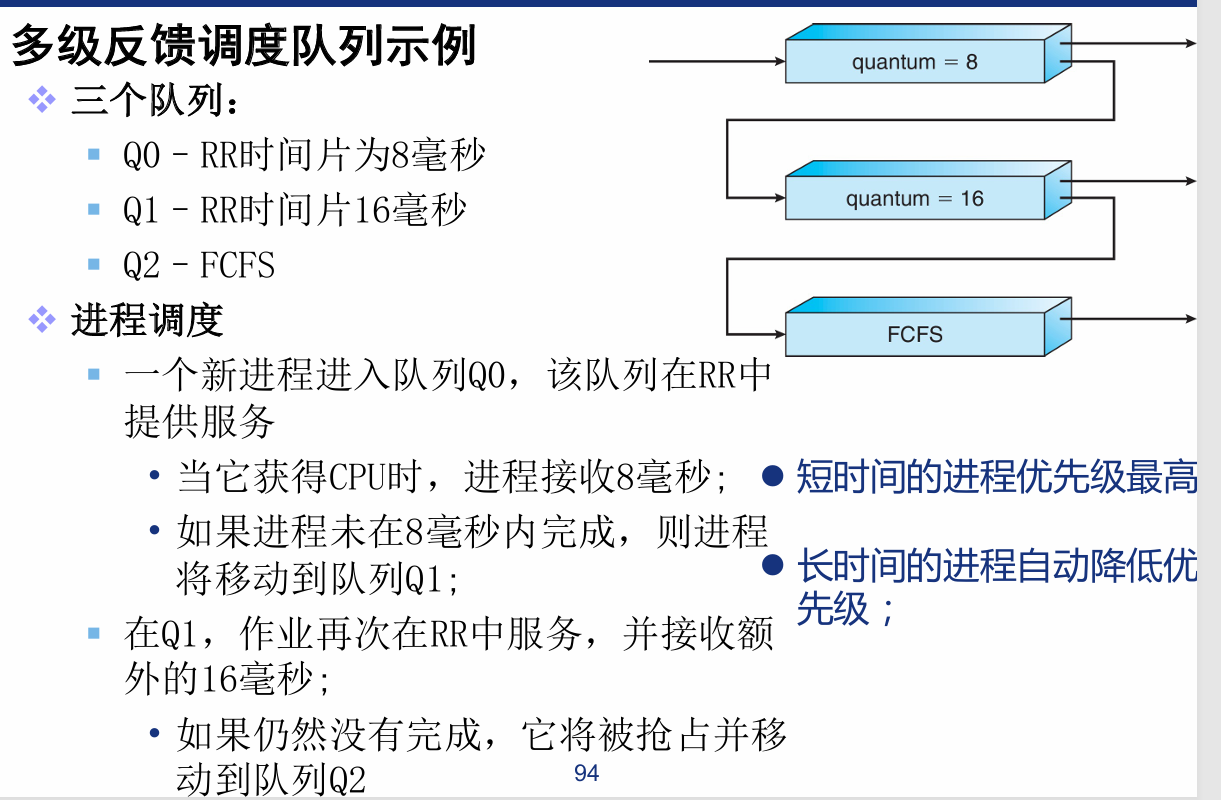 多级反馈调度队列示例
三个队列：
Q0 – RR时间片为8毫秒
Q1 – RR时间片16毫秒
Q2 – FCFS
进程调度
一个新进程进入队列Q0，该队列在RR中
提供服务
当它获得CPU时，进程接收8毫秒;
如果进程未在8毫秒内完成，则进程
将移动到队列Q1;
在Q1，作业再次在RR中服务，并接收额
外的16毫秒;
如果仍然没有完成，它将被抢占并移
动到队列Q2
quantum = 8
quantum = 16
FCFS
短时间的进程优先级最高
长时间的进程自动降低优
先级；
94